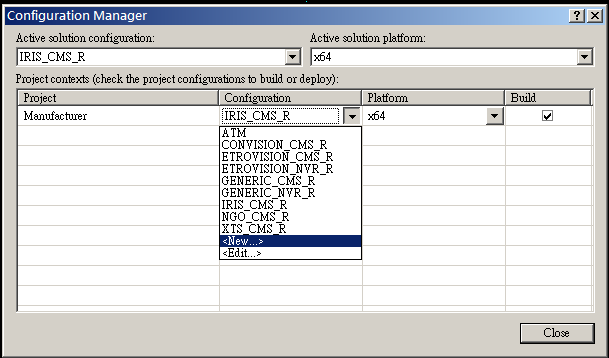 Configuration Manager
Active solution configuration: Active solution platform:
IRIS_CMS_R x64
Project contexts (check the project configurations to build or deploy):
Project Configuration Platform Build
Manufacturer IRIS_CMS_R x64
ATM
CONVISION_CMS_R
ETROVISION_CMS_R
ETROVISION_NVR_R
GENERIC_CMS_R
GENERIC_NVR_R
IRIS_CMS_R
NGO_CMS_R
XTS_CMS_R
<New...>
<Edit...>
Close